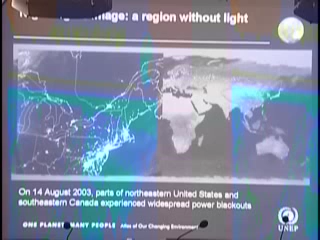 image: a region without light
On 14 August 2003, parts of northeastern United States and
southeastern Canada experienced widespread power blackouts
ONE PLANET MANY PEOPLE Atlas of Our Changing Environment
UNEP